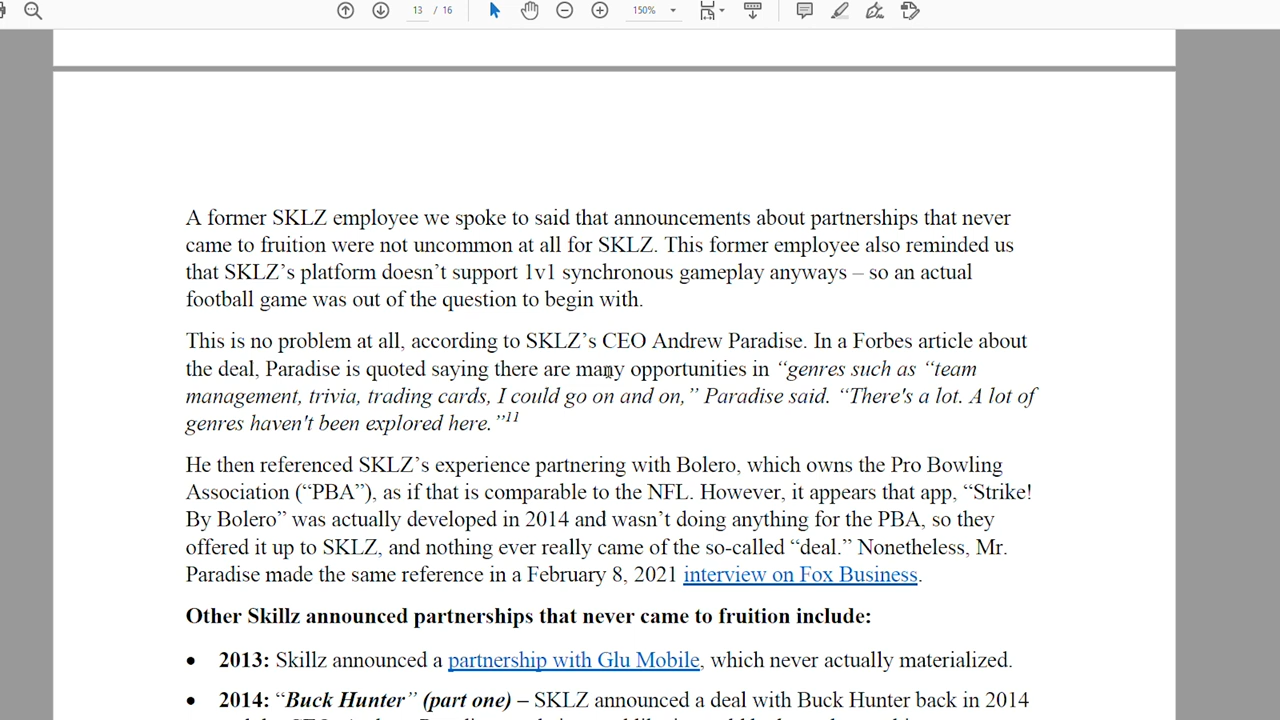 13 / 16
150%
A former SKLZ employee we spoke to said that announcements about partnerships that never
came to fruition were not uncommon at all for SKLZ. This former employee also reminded us
that SKLZ’s platform doesn’t support 1v1 synchronous gameplay anyways – so an actual
football game was out of the question to begin with.
This is no problem at all, according to SKLZ’s CEO Andrew Paradise. In a Forbes article about
the deal, Paradise is quoted saying there are many opportunities in “genres such as “team
management, trivia, trading cards, I could go on and on,” Paradise said. “There's a lot. A lot of
genres haven't been explored here.”11
He then referenced SKLZ’s experience partnering with Bolero, which owns the Pro Bowling
Association (“PBA”), as if that is comparable to the NFL. However, it appears that app, “Strike!
By Bolero” was actually developed in 2014 and wasn’t doing anything for the PBA, so they
offered it up to SKLZ, and nothing ever really came of the so-called “deal.” Nonetheless, Mr.
Paradise made the same reference in a February 8, 2021 interview on Fox Business.
Other Skillz announced partnerships that never came to fruition include:
• 2013: Skillz announced a partnership with Glu Mobile, which never actually materialized.
• 2014: “Buck Hunter” (part one) – SKLZ announced a deal with Buck Hunter back in 2014